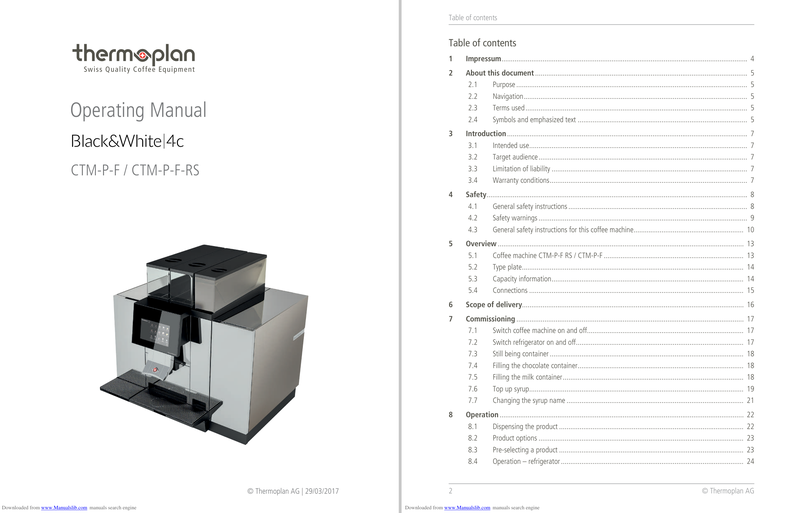 thermoplan
Swiss Quality Coffee Equipment
Operating Manual
Black&White|4c
CTM-P-F / CTM-P-F-RS
© Thermoplan AG | 29/03/2017
Downloaded from www.Manualslib.com manuals search engine
Table of contents
Table of contents
1 Impressum 4
2 About this document 5
2.1 Purpose 5
2.2 Navigation 5
2.3 Terms used 5
2.4 Symbols and emphasized text 5
3 Introduction 7
3.1 Intended use 7
3.2 Target audience 7
3.3 Limitation of liability 7
3.4 Warranty conditions 7
4 Safety 8
4.1 General safety instructions 8
4.2 Safety warnings 9
4.3 General safety instructions for this coffee machine 10
5 Overview 13
5.1 Coffee machine CTM-P-F RS / CTM-P-F 13
5.2 Type plate 14
5.3 Capacity information 14
5.4 Connections 15
6 Scope of delivery 16
7 Commissioning 17
7.1 Switch coffee machine on and off 17
7.2 Switch refrigerator on and off 17
7.3 Still being container 18
7.4 Filling the chocolate container 18
7.5 Filling the milk container 18
7.6 Top up syrup 19
7.7 Changing the syrup name 21
8 Operation 22
8.1 Dispensing the product 22
8.2 Product options 23
8.3 Pre-selecting a product 23
8.4 Operation – refrigerator 24
2 © Thermoplan AG
Downloaded from www.Manualslib.com manuals search engine